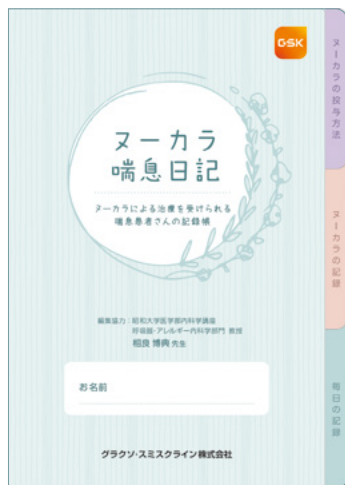 GSK
ヌーカラ
喘息日記
ヌーカラによる治療を受けられる
喘息患者さんの記録帳
編集協力：昭和大学医学部内科学講座
呼吸器・アレルギー内科学部門 教授
相良 博典 先生
お名前
グラクソ・スミスクライン株式会社
ヌーカラの投与方法
ヌーカラの記録
毎日の記録